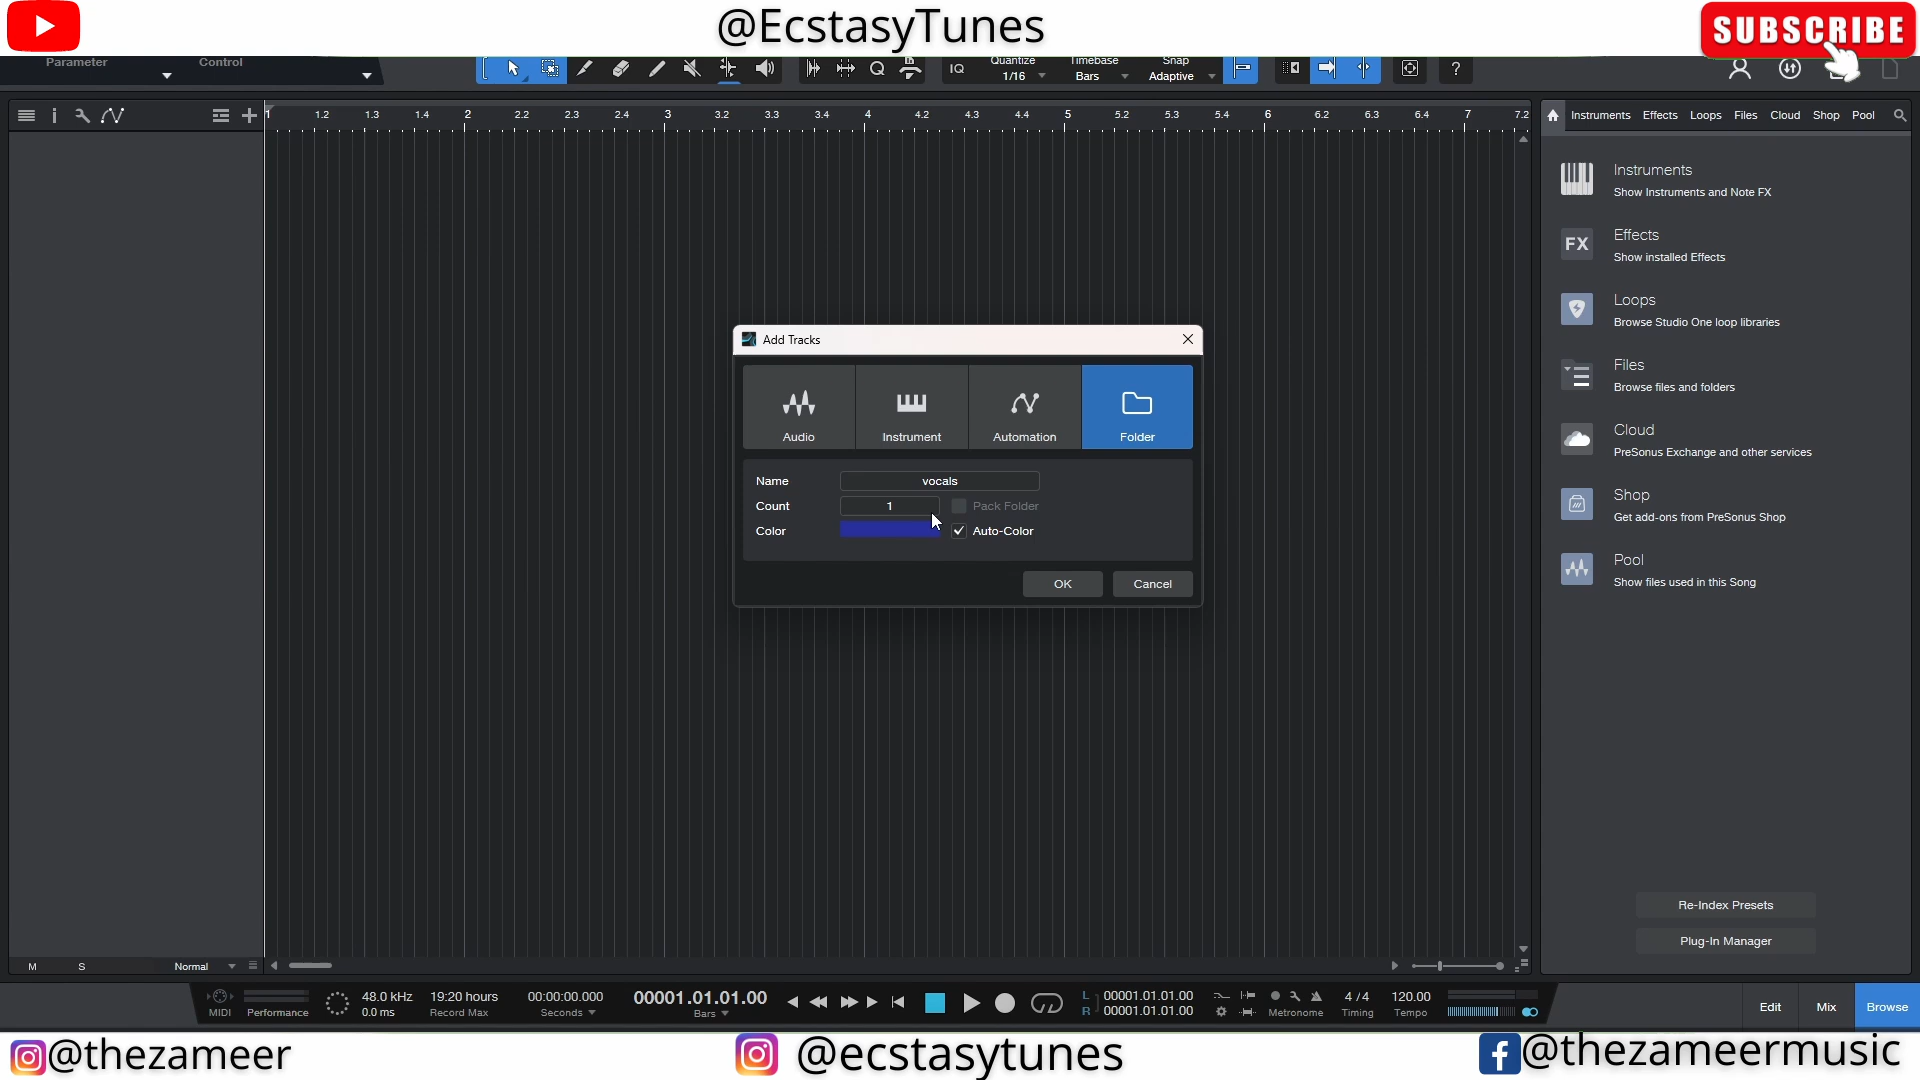 @EcstasyTunes
SUBSCRIBE
Parameter
Control
IQ
Quantize
1/16
Timebase
Bars
Snap
Adaptive
?
1 1.2 1.3 1.4 2 2.2 2.3 2.4 3 3.2 3.3 3.4 4 4.2 4.3 4.4 5 5.2 5.3 5.4 6 6.2 6.3 6.4 7 7.2
Instruments Effects Loops Files Cloud Shop Pool
Instruments
Show Instruments and Note FX
FX
Effects
Show installed Effects
Loops
Browse Studio One loop libraries
Files
Browse files and folders
Cloud
PreSonus Exchange and other services
Shop
Get add-ons from PreSonus Shop
Pool
Show files used in this Song
Add Tracks
Audio Instrument Automation Folder
Name vocals
Count 1 Pack Folder
Color Auto-Color
OK Cancel
Re-Index Presets
Plug-In Manager
M S Normal
MIDI
Performance
48.0 kHz
0.0 ms
19:20 hours
Record Max
00:00:00.000
Seconds
00001.01.01.00
Bars
L 00001.01.01.00
R 00001.01.01.00
Metronome
4 / 4
Timing
120.00
Tempo
Edit Mix Browse
@thezameer
@ecstasytunes
@thezameermusic